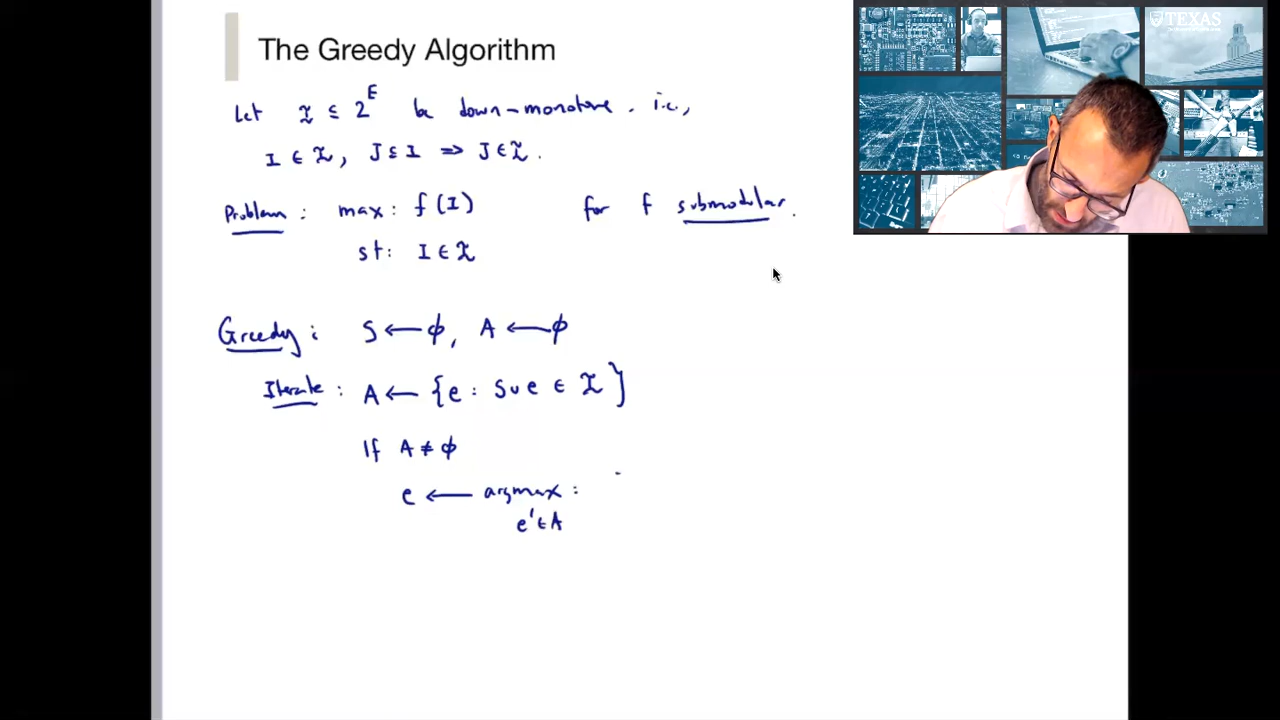 The Greedy Algorithm
TEXAS
Let 𝓘 ⊆ 2^E be down-monotone. i.e.,
I ∈ 𝓘, J ⊆ I ⇒ J ∈ 𝓘.
Problem: max: f(I) for f submodular.
st: I ∈ 𝓘
Greedy: S ← ϕ, A ← ϕ
Iterate: A ← {e: S∪e ∈ 𝓘}
If A ≠ ϕ
e ← argmax:
e' ∈ A